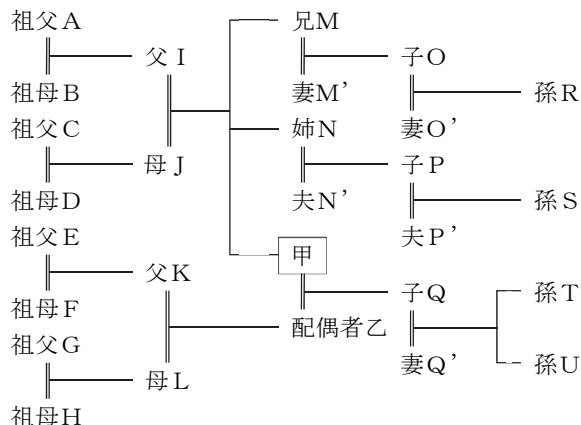 祖父A 兄M
父I 子O
祖母B 妻M’ 孫R
祖父C 姉N 妻O’
母J 子P
祖母D 夫N’ 孫S
夫P’
祖父E 甲
父K 子Q 孫T
祖母F 配偶者乙
祖父G 妻Q’ 孫U
母L
祖母H